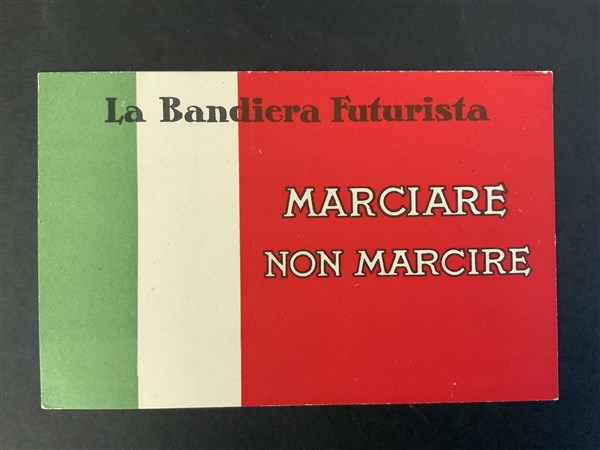 La Bandiera Futurista
MARCIARE
NON MARCIRE